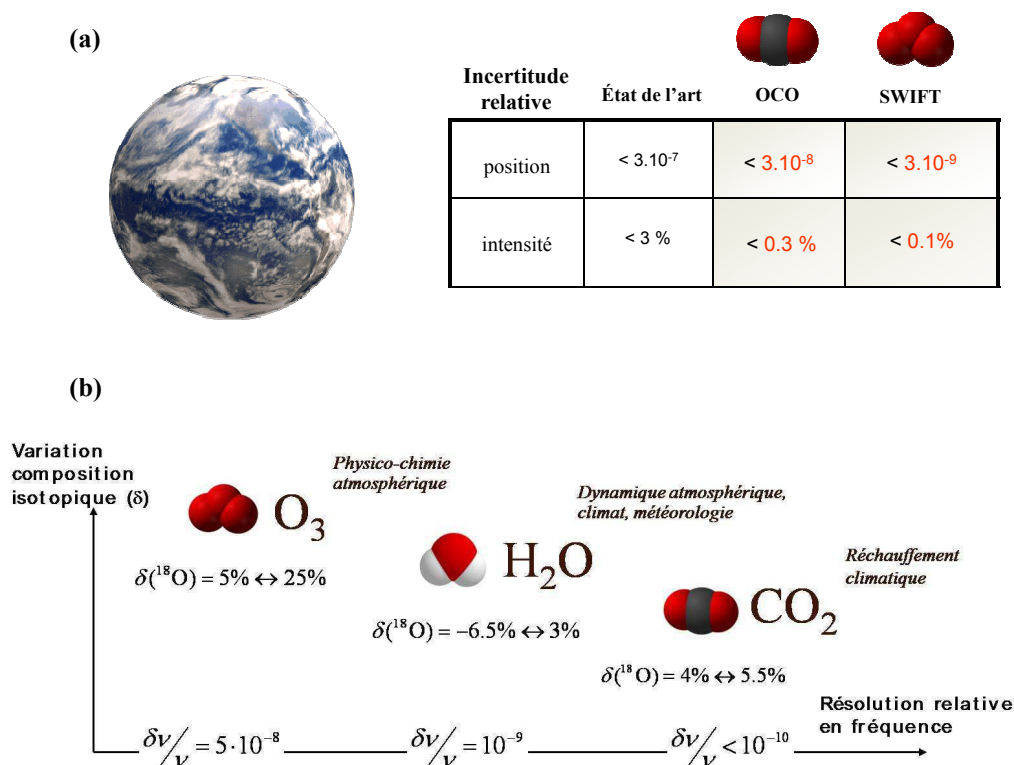 (a)
Incertitude
relative
État de l'art
OCO
SWIFT
position
< 3.10⁻⁷
< 3.10⁻⁸
< 3.10⁻⁹
intensité
< 3 %
< 0.3 %
< 0.1%
(b)
Variation
composition
isotopique (δ)
Physico-chimie
atmosphérique
O₃
δ(¹⁸O) = 5% ↔ 25%
Dynamique atmosphérique,
climat, météorologie
H₂O
δ(¹⁸O) = −6.5% ↔ 3%
Réchauffement
climatique
CO₂
δ(¹⁸O) = 4% ↔ 5.5%
Résolution relative
en fréquence
δν/ν = 5·10⁻⁸
δν/ν = 10⁻⁹
δν/ν < 10⁻¹⁰